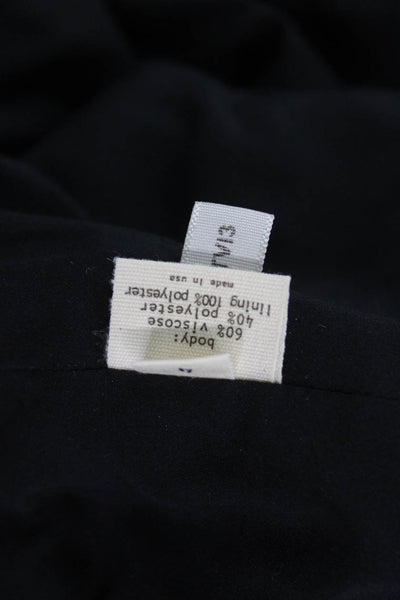 body:
60% viscose
40% polyester
lining 100% polyester
made in usa